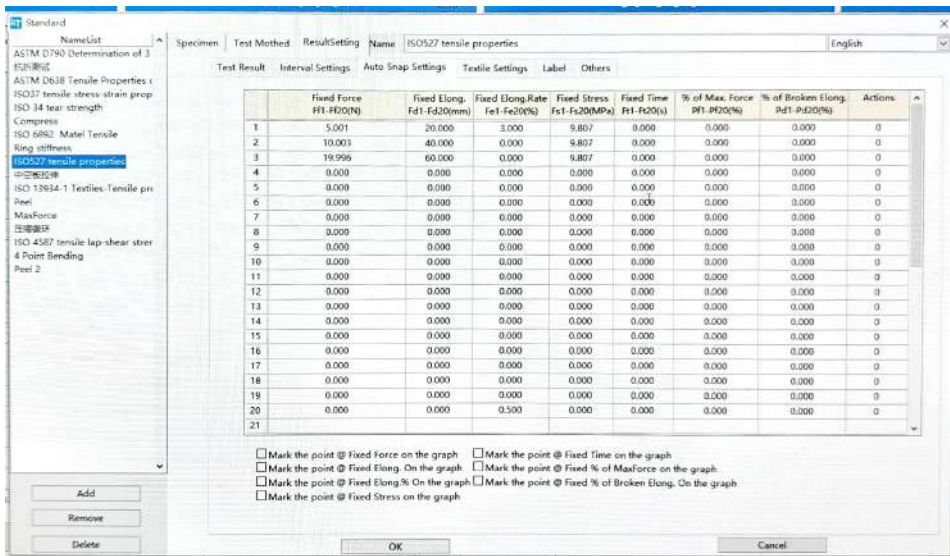 Standard
NameList
ASTM D790 Determination of 3
抗折测试
ASTM D638 Tensile Properties c
ISO37 tensile stress-strain prop
ISO 34 tear strength
Compress
ISO 6892 Matel Tensile
Ring stiffness
ISO527 tensile properties
中空板拉伸
ISO 13934-1 Textiles-Tensile pro
Peel
MaxForce
压缩循环
ISO 4587 tensile lap-shear strer
4 Point Bending
Peel 2
Add
Remove
Delete
Specimen Test Mothed ResultSetting Name ISO527 tensile properties English
Test Result Interval Settings Auto Snap Settings Textile Settings Label Others
Fixed Force Fixed Elong. Fixed Elong.Rate Fixed Stress Fixed Time % of Max. Force % of Broken Elong. Actions
Ff1-Ff20(N) Fd1-Fd20(mm) Fe1-Fe20(%) Fs1-Fs20(MPa) Ft1-Ft20(s) Pf1-Pf20(%) Pd1-Pd20(%)
1 5.001 20.000 3.000 9.807 0.000 0.000 0.000 0
2 10.003 40.000 0.000 9.807 0.000 0.000 0.000 0
3 19.996 60.000 0.000 9.807 0.000 0.000 0.000 0
4 0.000 0.000 0.000 0.000 0.000 0.000 0.000 0
5 0.000 0.000 0.000 0.000 0.000 0.000 0.000 0
6 0.000 0.000 0.000 0.000 0.000 0.000 0.000 0
7 0.000 0.000 0.000 0.000 0.000 0.000 0.000 0
8 0.000 0.000 0.000 0.000 0.000 0.000 0.000 0
9 0.000 0.000 0.000 0.000 0.000 0.000 0.000 0
10 0.000 0.000 0.000 0.000 0.000 0.000 0.000 0
11 0.000 0.000 0.000 0.000 0.000 0.000 0.000 0
12 0.000 0.000 0.000 0.000 0.000 0.000 0.000 0
13 0.000 0.000 0.000 0.000 0.000 0.000 0.000 0
14 0.000 0.000 0.000 0.000 0.000 0.000 0.000 0
15 0.000 0.000 0.000 0.000 0.000 0.000 0.000 0
16 0.000 0.000 0.000 0.000 0.000 0.000 0.000 0
17 0.000 0.000 0.000 0.000 0.000 0.000 0.000 0
18 0.000 0.000 0.000 0.000 0.000 0.000 0.000 0
19 0.000 0.000 0.000 0.000 0.000 0.000 0.000 0
20 0.000 0.000 0.500 0.000 0.000 0.000 0.000 0
21
Mark the point @ Fixed Force on the graph Mark the point @ Fixed Time on the graph
Mark the point @ Fixed Elong. On the graph Mark the point @ Fixed % of MaxForce on the graph
Mark the point @ Fixed Elong.% On the graph Mark the point @ Fixed % of Broken Elong. On the graph
Mark the point @ Fixed Stress on the graph
OK Cancel